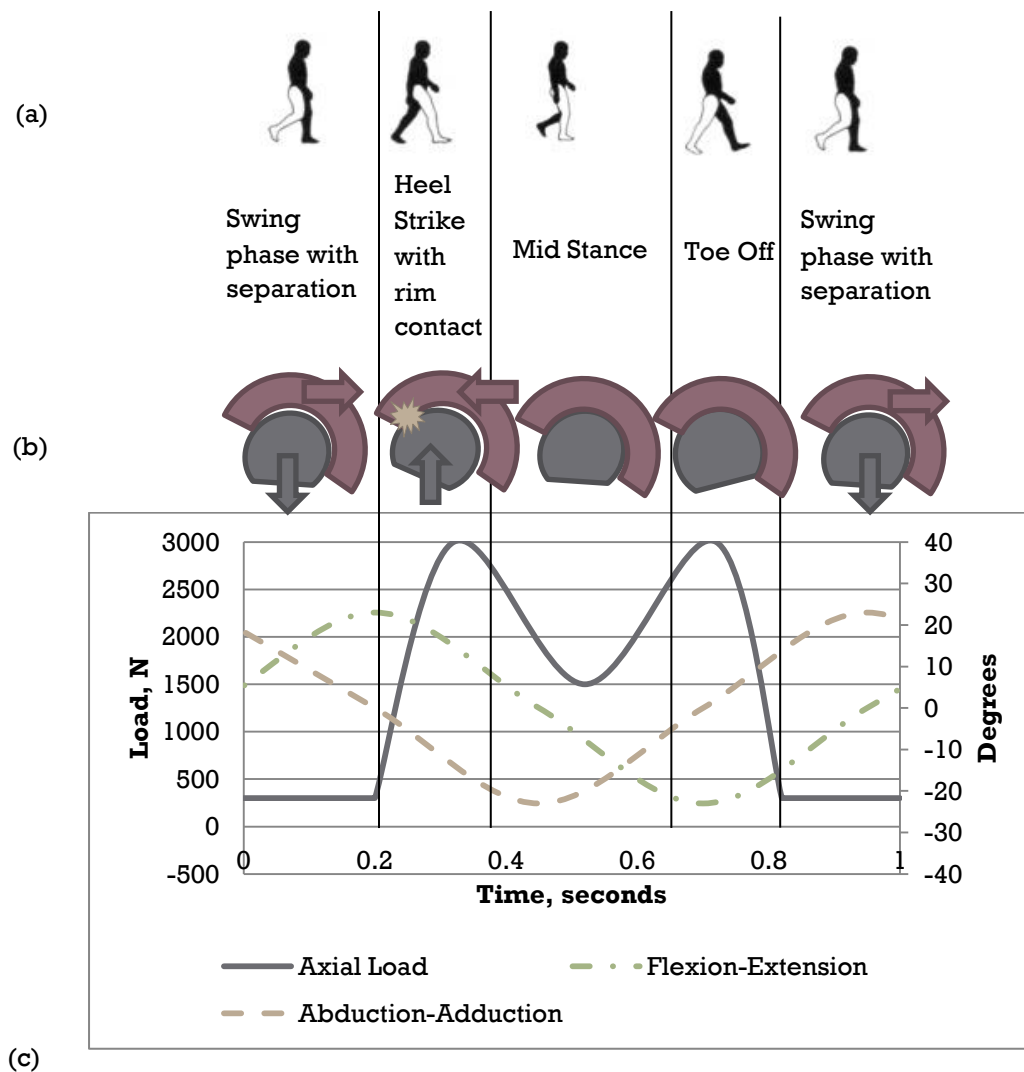 (a)
Swing
phase with
separation
Heel
Strike
with
rim
contact
Mid Stance
Toe Off
Swing
phase with
separation
(b)
3000
2500
2000
1500
1000
500
0
-500
Load, N
40
30
20
10
0
-10
-20
-30
-40
Degrees
0 0.2 0.4 0.6 0.8 1
Time, seconds
Axial Load Flexion-Extension
Abduction-Adduction
(c)